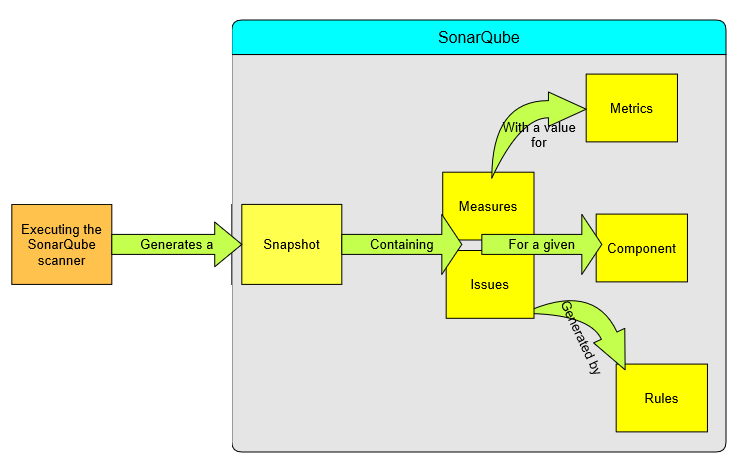 SonarQube
Metrics
With a value
for
Measures
Executing the
SonarQube
scanner
Generates a
Snapshot
Containing
For a given
Component
Issues
Generated by
Rules